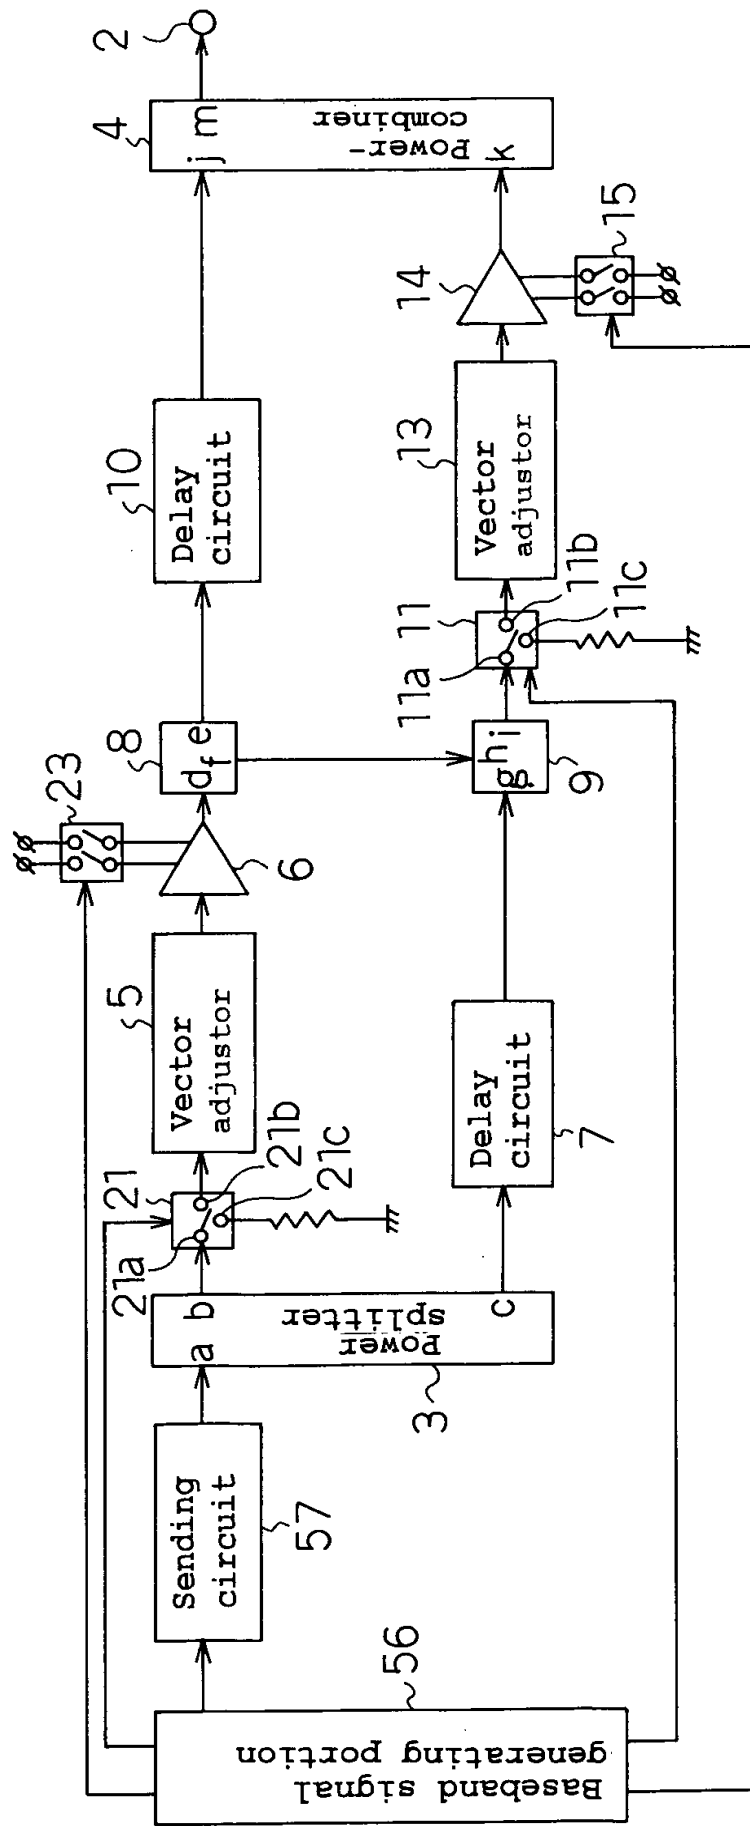 Baseband signal
generating portion
56
Sending
circuit
57
a b
c
Power
splitter
3
21
21a
21b
21c
Vector
adjustor
5
23
6
8
d f e
Delay
circuit
10
Delay
circuit
7
g h i
9
11
11a
11b
11c
Vector
adjustor
13
14
15
j m
k
Power-
combiner
4
2